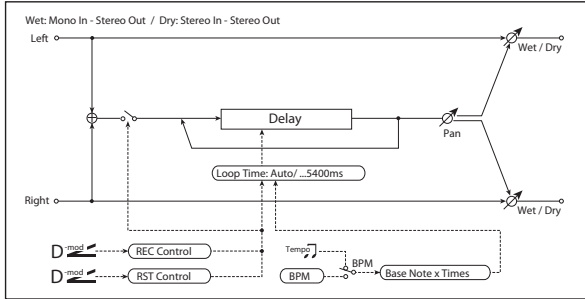 Wet: Mono In - Stereo Out / Dry: Stereo In - Stereo Out
Left
Wet / Dry
Delay
Pan
Loop Time: Auto/ ...5400ms
Right
Wet / Dry
D-mod
REC Control
Tempo
BPM
D-mod
RST Control
BPM
Base Note x Times